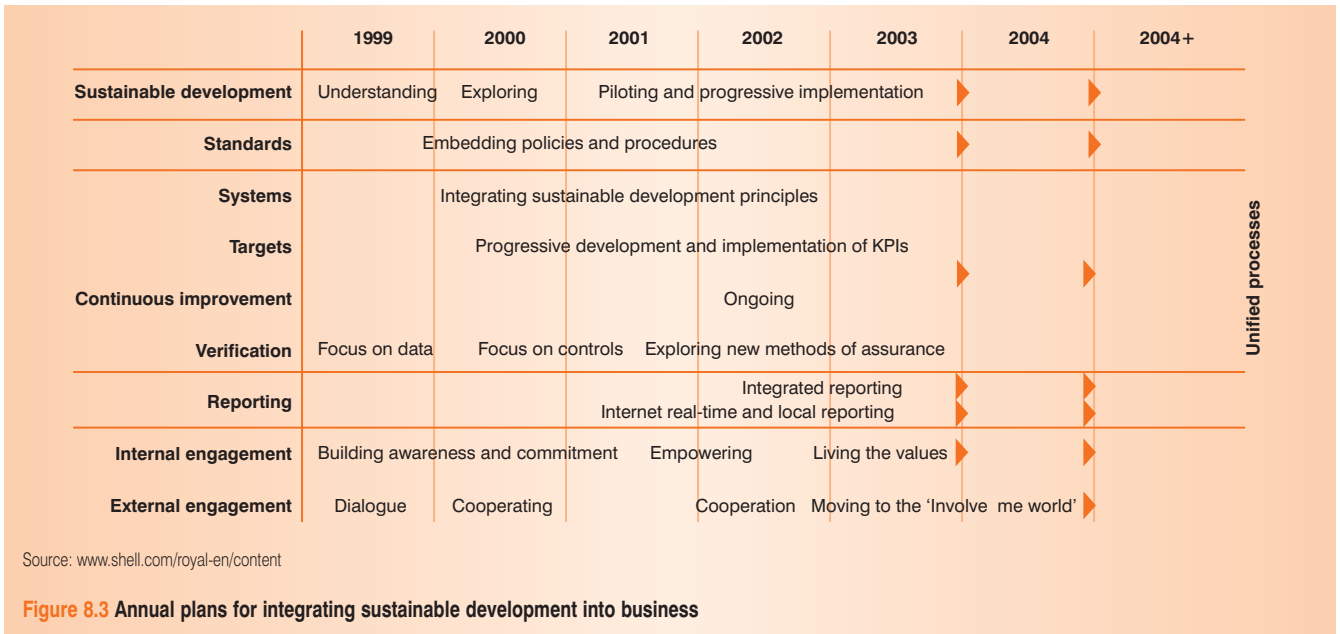 1999 2000 2001 2002 2003 2004 2004+
Sustainable development Understanding Exploring Piloting and progressive implementation
Standards Embedding policies and procedures
Systems Integrating sustainable development principles
Targets Progressive development and implementation of KPIs
Continuous improvement Ongoing
Verification Focus on data Focus on controls Exploring new methods of assurance
Reporting Integrated reporting
Internet real-time and local reporting
Internal engagement Building awareness and commitment Empowering Living the values
External engagement Dialogue Cooperating Cooperation Moving to the ‘Involve me world’
Unified processes
Source: www.shell.com/royal-en/content
Figure 8.3 Annual plans for integrating sustainable development into business